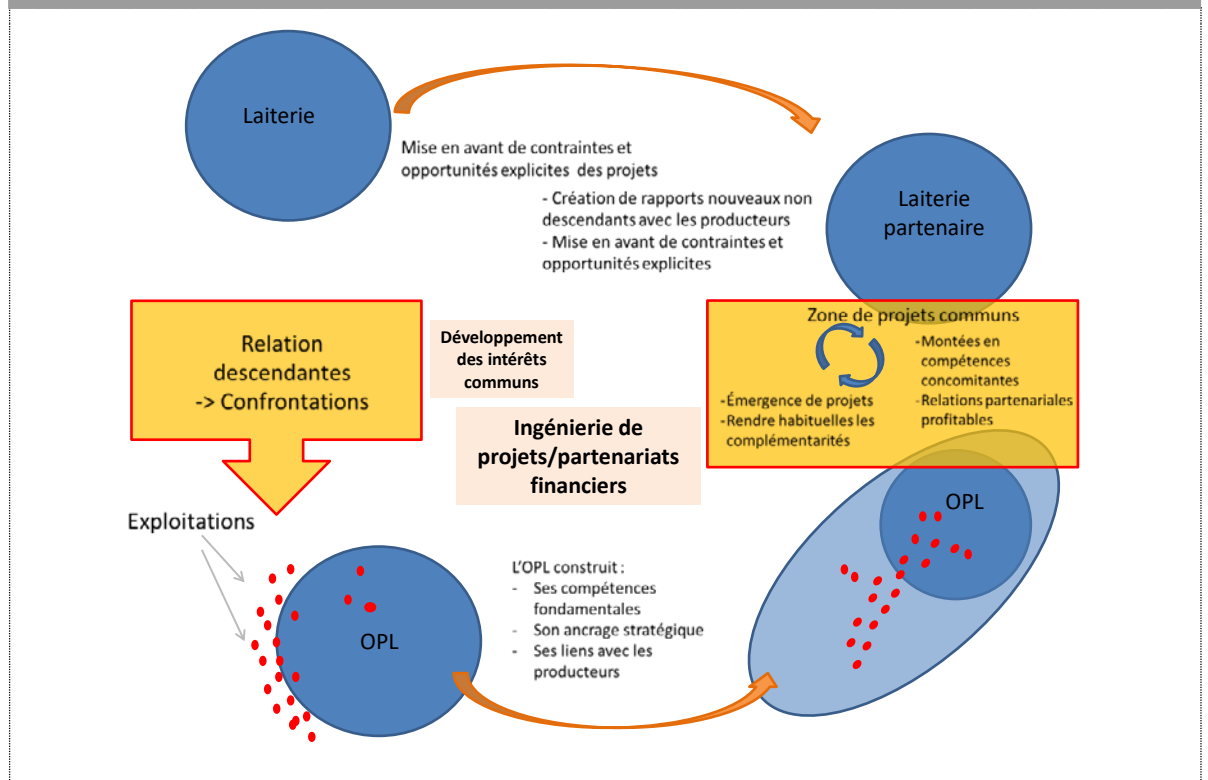 Laiterie
Mise en avant de contraintes et
opportunités explicites des projets
- Création de rapports nouveaux non
descendants avec les producteurs
- Mise en avant de contraintes et
opportunités explicites
Laiterie
partenaire
Relation
descendantes
-> Confrontations
Développement
des intérêts
communs
Ingénierie de
projets/partenariats
financiers
Zone de projets communs
-Montées en
compétences
concomitantes
-Relations partenariales
profitables
-Émergence de projets
-Rendre habituelles les
complémentarités
Exploitations
OPL
L'OPL construit :
- Ses compétences
fondamentales
- Son ancrage stratégique
- Ses liens avec les
producteurs
OPL